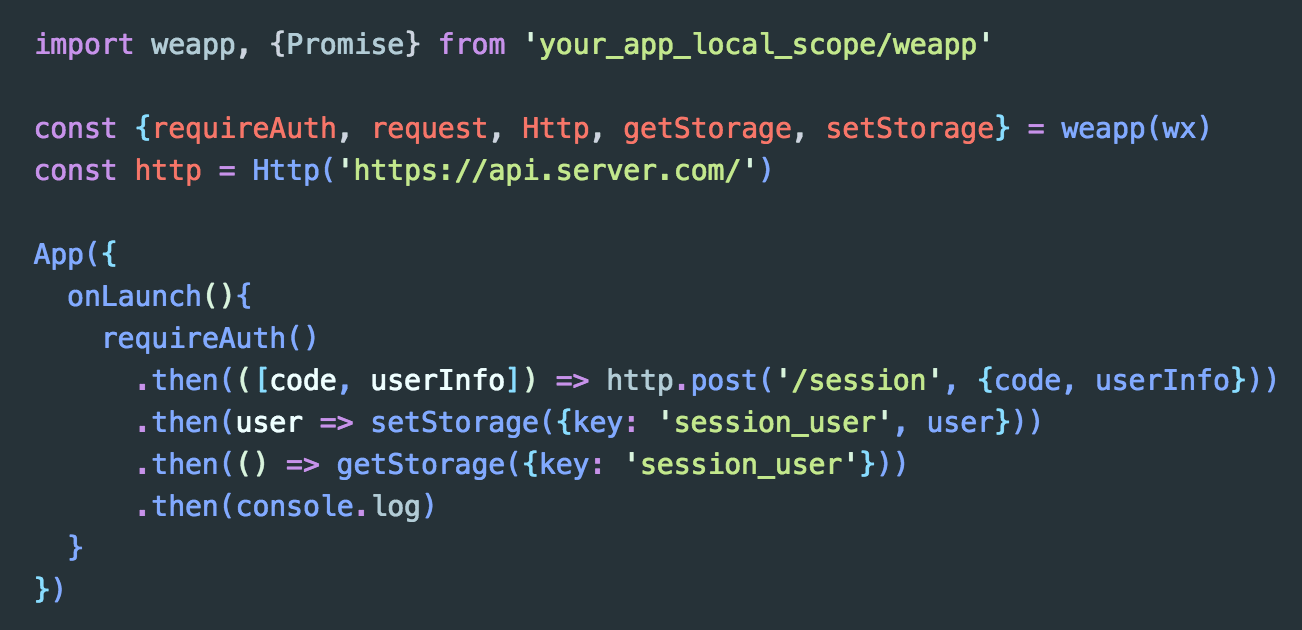 import weapp, {Promise} from 'your_app_local_scope/weapp'
const {requireAuth, request, Http, getStorage, setStorage} = weapp(wx)
const http = Http('https://api.server.com/')
App({
  onLaunch(){
    requireAuth()
      .then(([code, userInfo]) => http.post('/session', {code, userInfo}))
      .then(user => setStorage({key: 'session_user', user}))
      .then(() => getStorage({key: 'session_user'}))
      .then(console.log)
  }
})